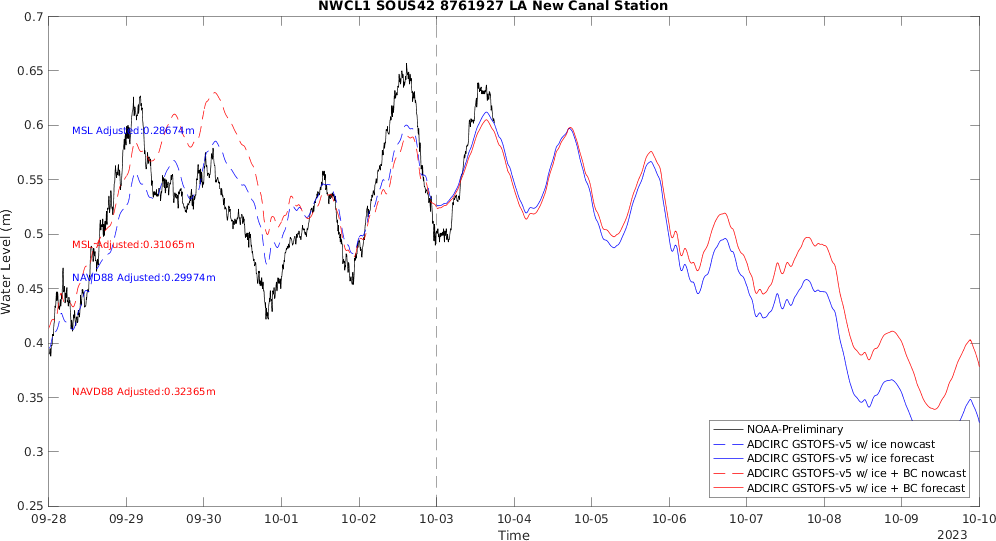 NWCL1 SOUS42 8761927 LA New Canal Station
0.7
0.65
0.6
0.55
0.5
0.45
0.4
0.35
0.3
0.25
Water Level (m)
MSL Adjusted:0.28674m
MSL Adjusted:0.31065m
NAVD88 Adjusted:0.29974m
NAVD88 Adjusted:0.32365m
NOAA-Preliminary
ADCIRC GSTOFS-v5 w/ ice nowcast
ADCIRC GSTOFS-v5 w/ ice forecast
ADCIRC GSTOFS-v5 w/ ice + BC nowcast
ADCIRC GSTOFS-v5 w/ ice + BC forecast
09-28 09-29 09-30 10-01 10-02 10-03 10-04 10-05 10-06 10-07 10-08 10-09 10-10
Time
2023